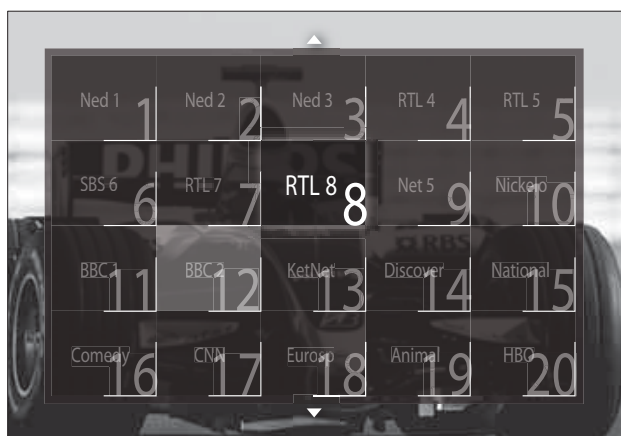 Ned 1 1 Ned 2 2 Ned 3 3 RTL 4 4 RTL 5 5
PHILIPS
SBS 6 6 RTL 7 7 RTL 8 8 Net 5 9 Nickelo 10
RBS
BBC 1 11 BBC 2 12 KetNet 13 Discover 14 National 15
Comedy 16 CNN 17 Eurosp 18 Animal 19 HBO 20